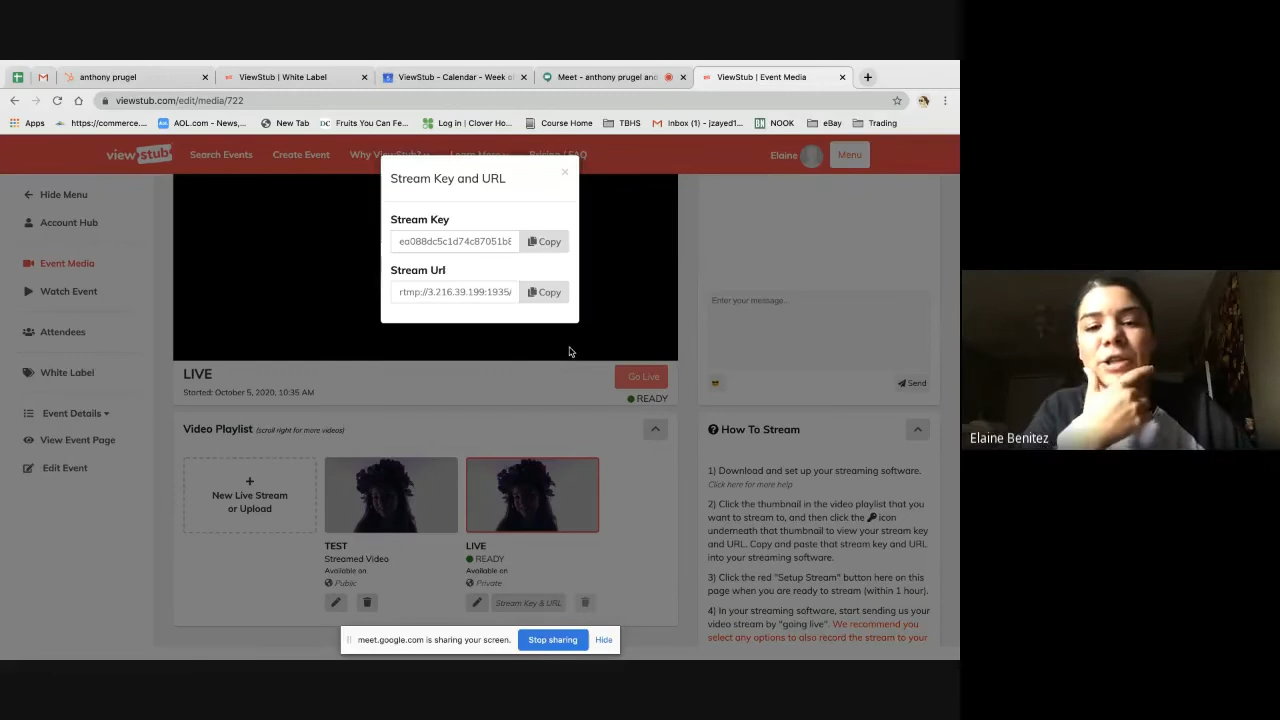 anthony prugel
ViewStub | White Label
ViewStub - Calendar - Week o
Meet - anthony prugel and
ViewStub | Event Media
viewstub.com/edit/media/722
Apps
https://commerce....
AOL.com - News,...
New Tab
Fruits You Can Fe...
Log in | Clover Ho...
Course Home
TBHS
Inbox (1) - jzayed1...
NOOK
eBay
Trading
view stub
Search Events
Create Event
Why ViewStub?
Learn More
Pricing / FAQ
Elaine
Menu
Hide Menu
Account Hub
Event Media
Watch Event
Attendees
White Label
Event Details
View Event Page
Edit Event
Stream Key and URL
×
Stream Key
ea088dc5c1d74c87051b8
Copy
Stream Url
rtmp://3.216.39.199:1935/
Copy
LIVE
Started: October 5, 2020, 10:35 AM
Go Live
READY
Video Playlist (scroll right for more videos)
+
New Live Stream
or Upload
TEST
Streamed Video
Available on
Public
LIVE
READY
Available on
Private
Stream Key & URL
Enter your message...
Send
How To Stream
1) Download and set up your streaming software.
Click here for more help
2) Click the thumbnail in the video playlist that you
want to stream to, and then click the icon
underneath that thumbnail to view your stream key
and URL. Copy and paste that stream key and URL
into your streaming software.
3) Click the red "Setup Stream" button here on this
page when you are ready to stream (within 1 hour).
4) In your streaming software, start sending us your
video stream by "going live". We recommend you
select any options to also record the stream to your
meet.google.com is sharing your screen.
Stop sharing
Hide
Elaine Benitez